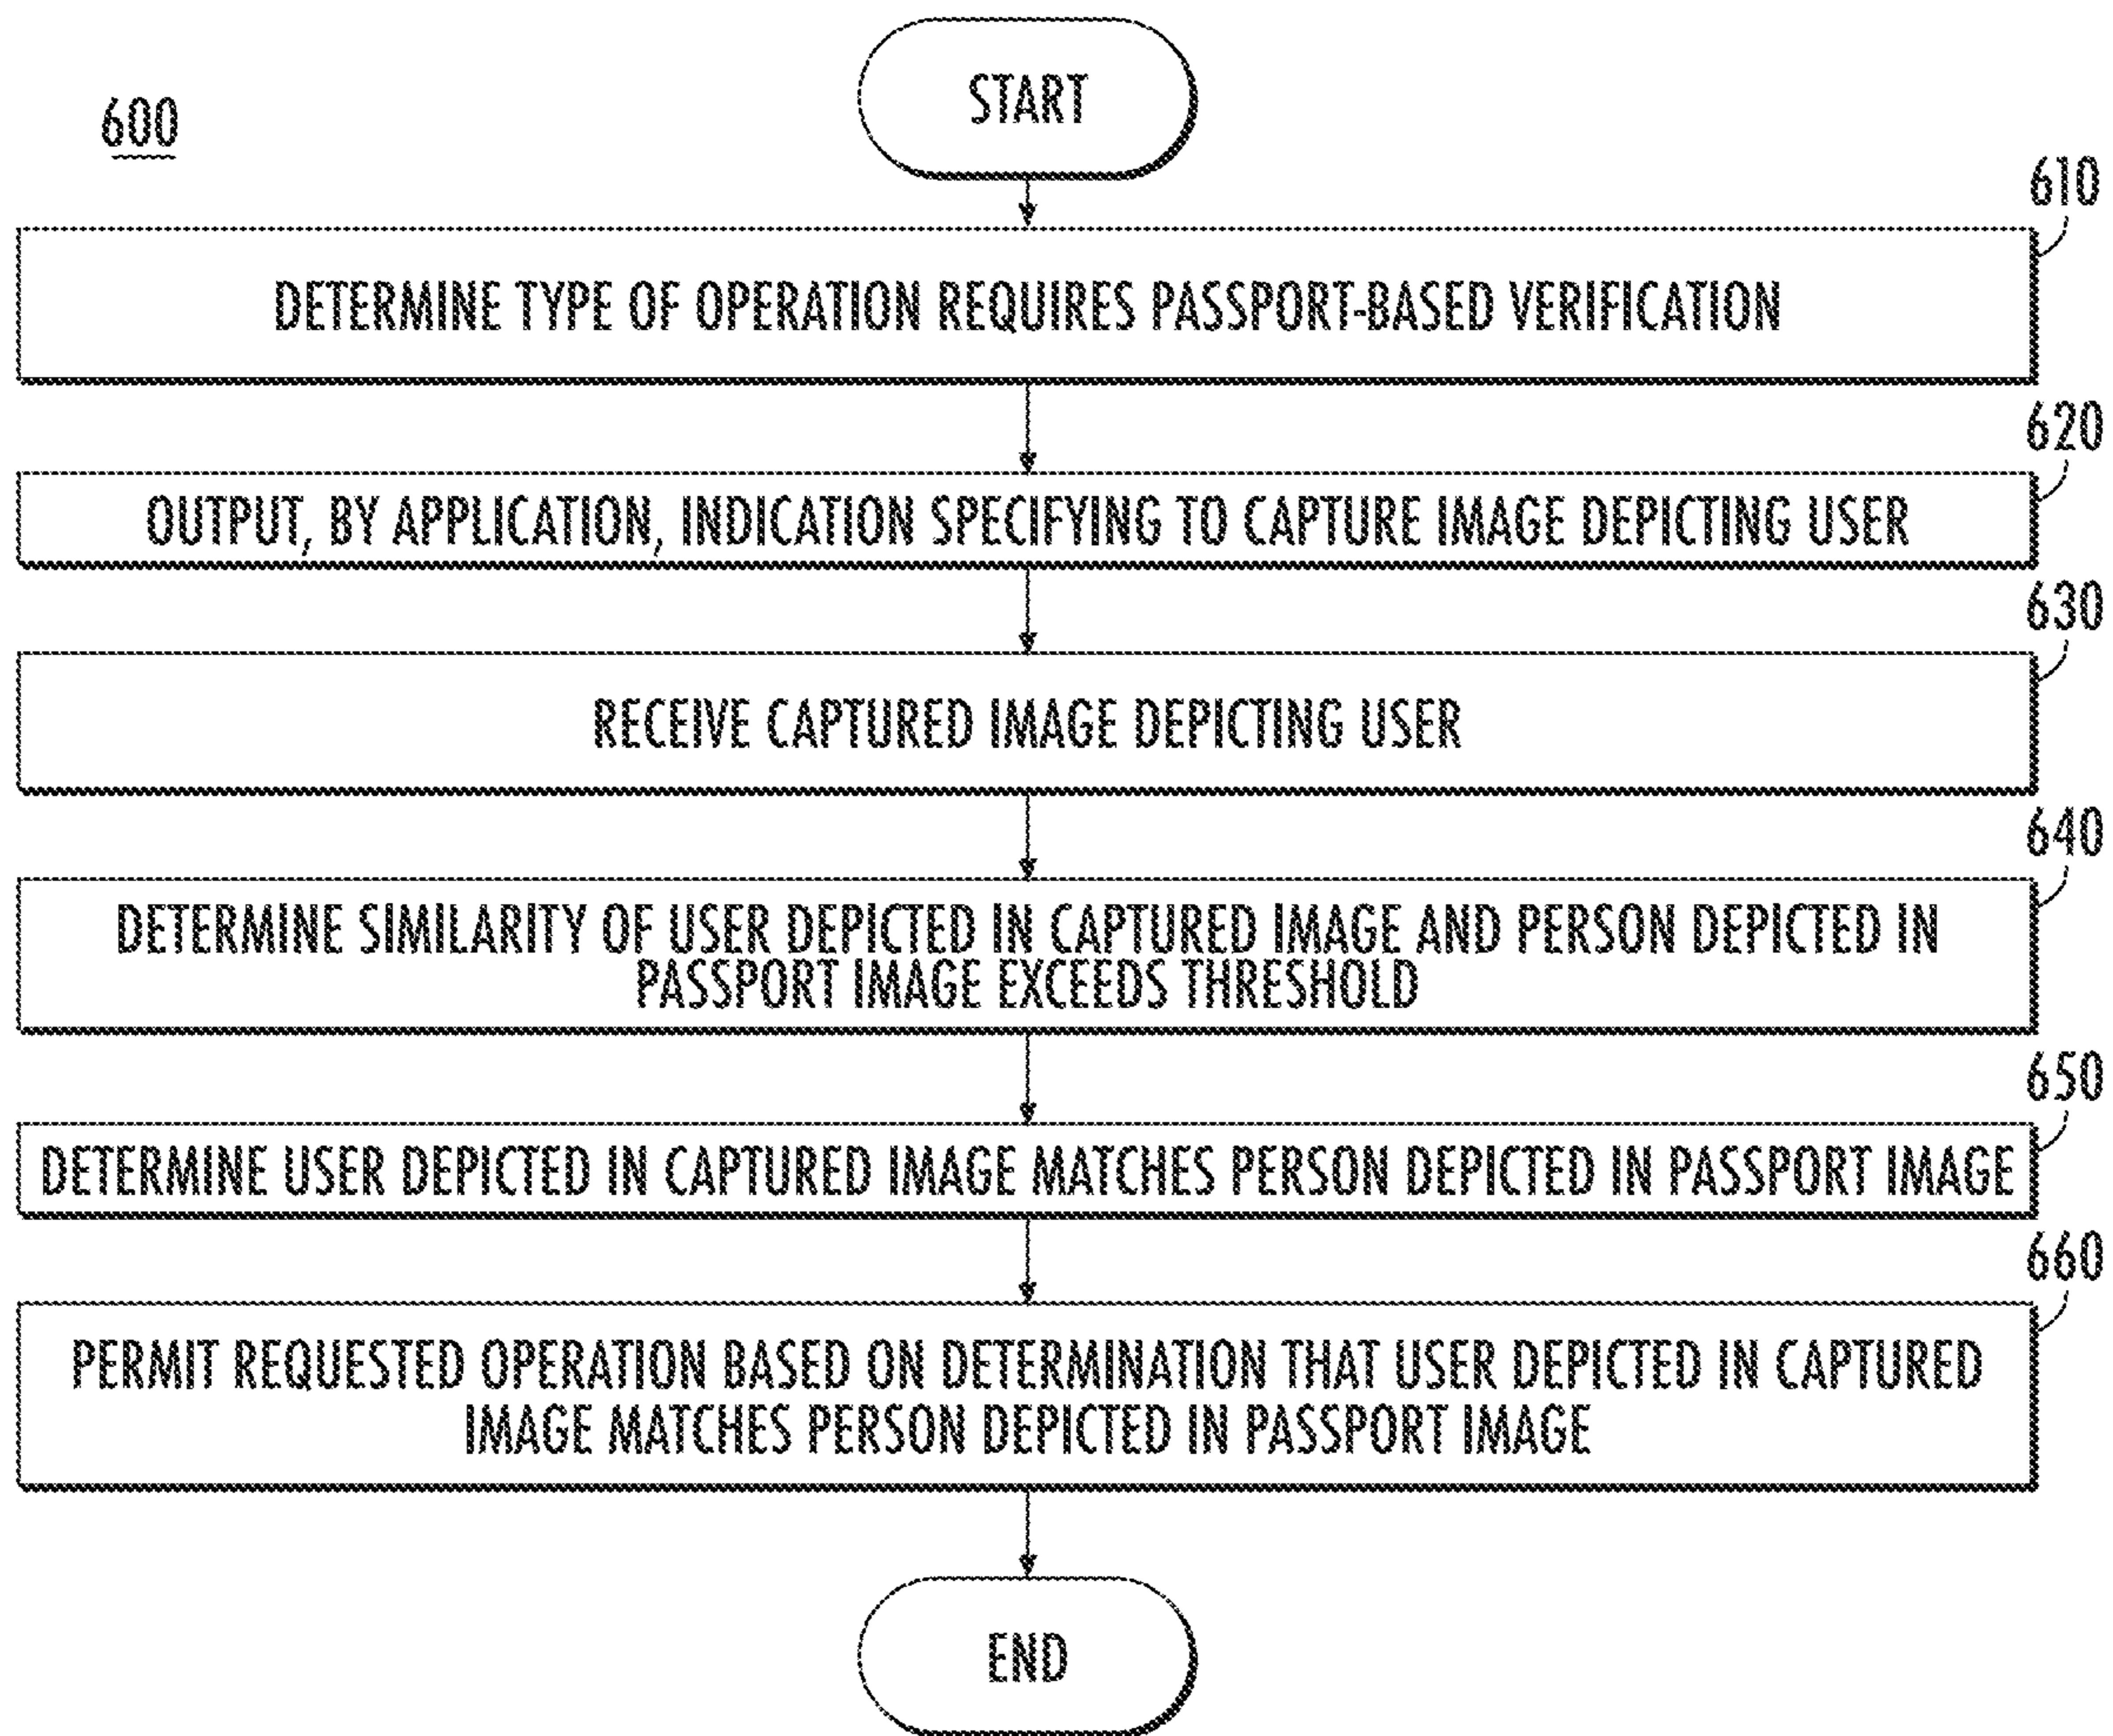 START
600
610
DETERMINE TYPE OF OPERATION REQUIRES PASSPORT-BASED VERIFICATION
620
OUTPUT, BY APPLICATION, INDICATION SPECIFYING TO CAPTURE IMAGE DEPICTING USER
630
RECEIVE CAPTURED IMAGE DEPICTING USER
640
DETERMINE SIMILARITY OF USER DEPICTED IN CAPTURED IMAGE AND PERSON DEPICTED IN
PASSPORT IMAGE EXCEEDS THRESHOLD
650
DETERMINE USER DEPICTED IN CAPTURED IMAGE MATCHES PERSON DEPICTED IN PASSPORT IMAGE
660
PERMIT REQUESTED OPERATION BASED ON DETERMINATION THAT USER DEPICTED IN CAPTURED
IMAGE MATCHES PERSON DEPICTED IN PASSPORT IMAGE
END